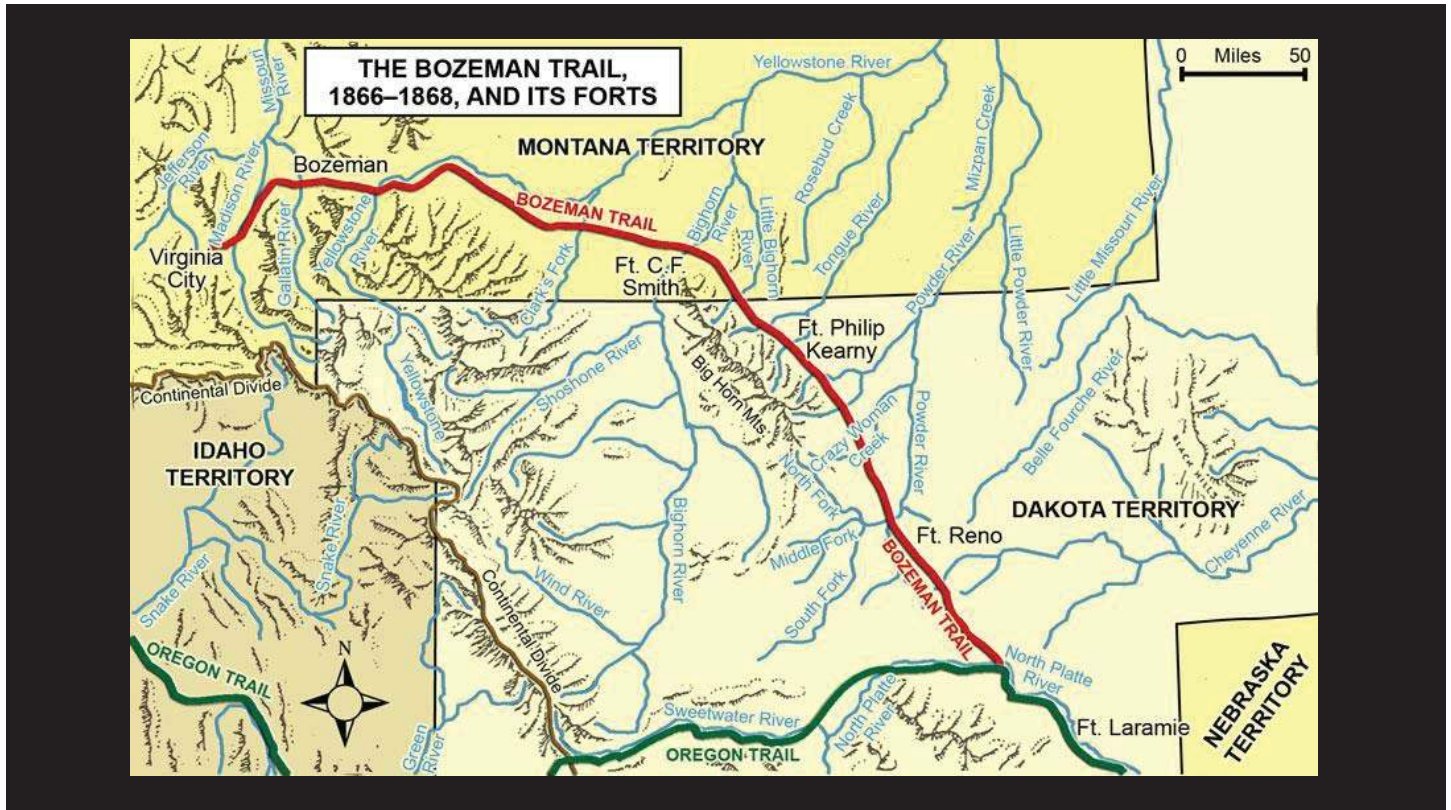 THE BOZEMAN TRAIL,
1866–1868, AND ITS FORTS
0 Miles 50
Missouri
River
Yellowstone River
Jefferson
River
Madison River
Bozeman
MONTANA TERRITORY
Rosebud Creek
Mizpah Creek
BOZEMAN TRAIL
Bighorn
River
Little Bighorn
River
Tongue River
Virginia
City
Gallatin River
Yellowstone
River
Clark's Fork
Ft. C.F.
Smith
Powder River
Little Powder River
Little Missouri River
Ft. Philip
Kearny
Continental Divide
Yellowstone
Shoshone River
Big Horn Mts.
Crazy Woman
Creek
Powder River
Belle Fourche River
IDAHO
TERRITORY
North Fork
Snake River
Bighorn River
Ft. Reno
DAKOTA TERRITORY
Cheyenne River
Middle Fork
Snake River
Wind River
South Fork
BOZEMAN TRAIL
Continental Divide
OREGON TRAIL
N
North Platte
River
Sweetwater River
North Platte
River
Green
River
OREGON TRAIL
Ft. Laramie
NEBRASKA
TERRITORY